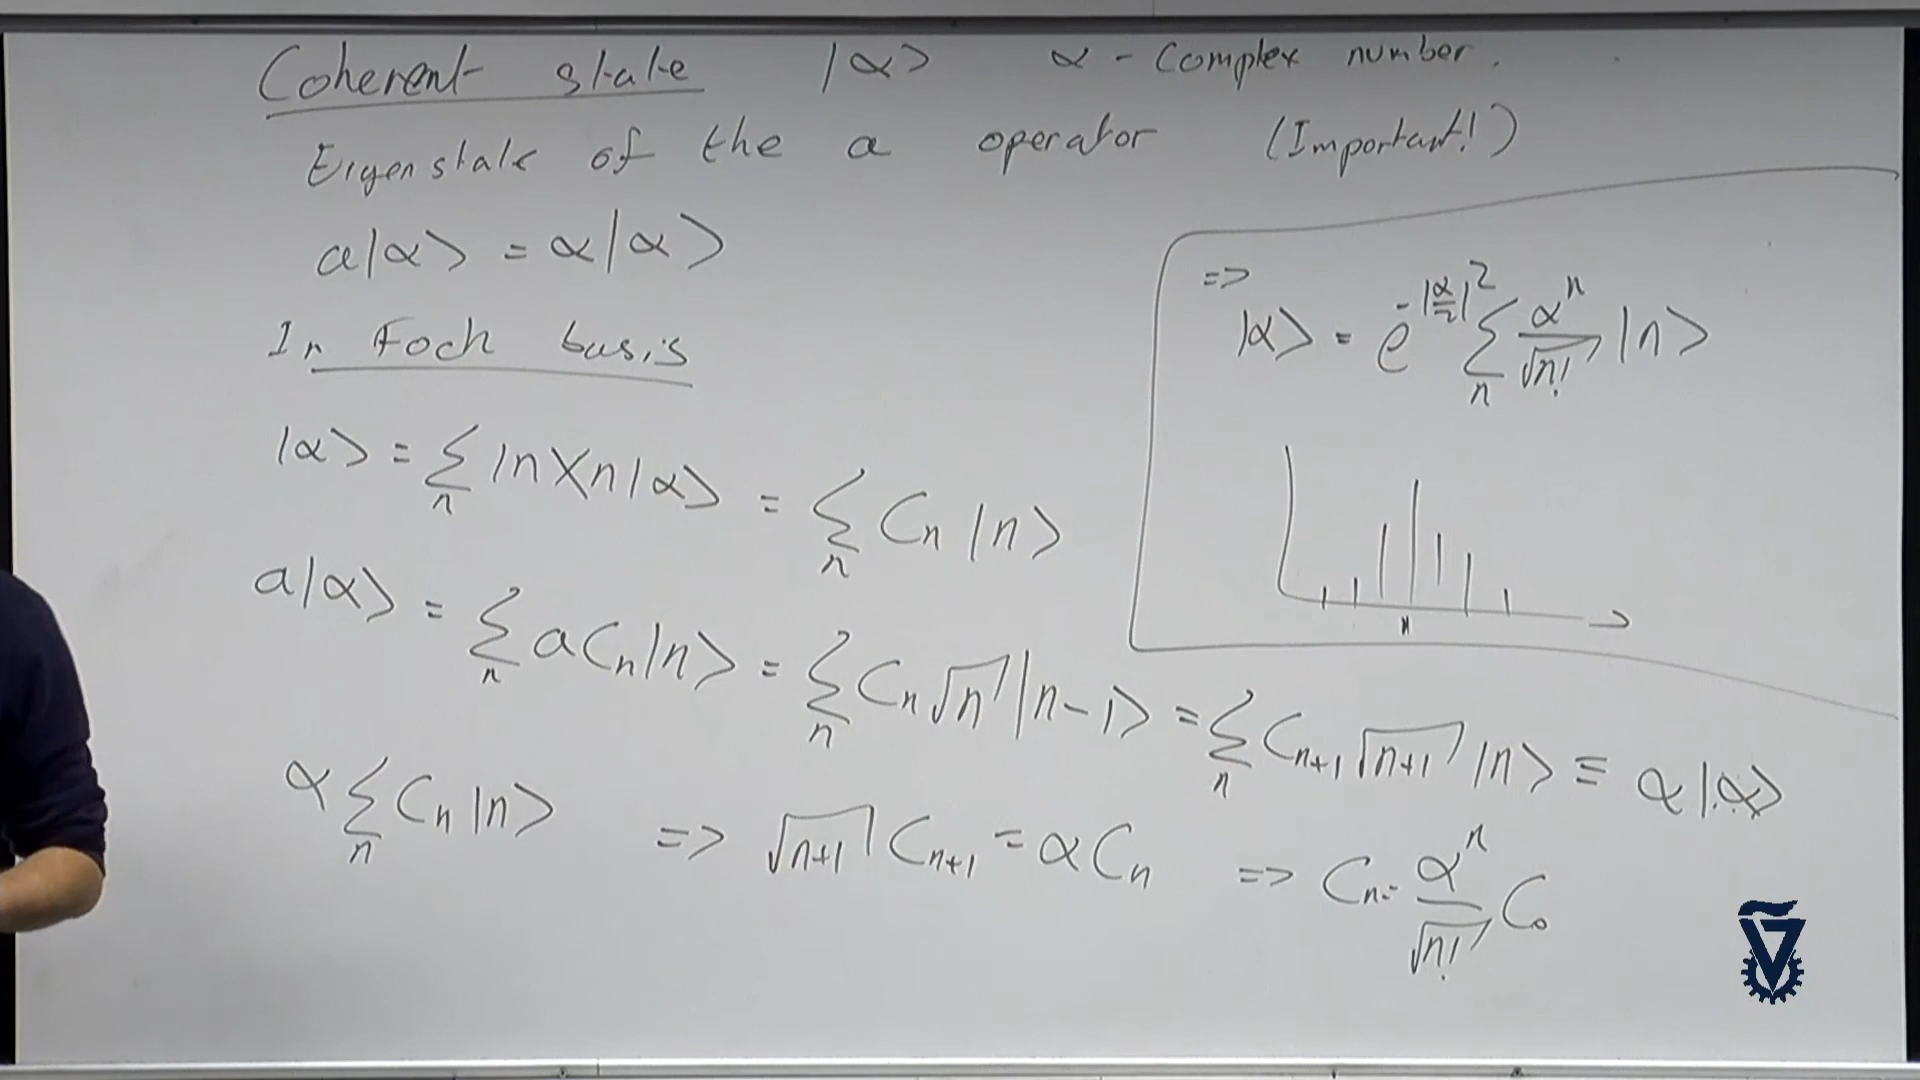 Coherent state |α> α - Complex number.
Eigenstate of the a operator (Important!)
a|α> = α|α>
In Foch basis
|α> = Σ_n |n><n|α> = Σ_n C_n |n>
a|α> = Σ_n a C_n |n> = Σ_n C_n √n |n-1> = Σ_n C_{n+1} √(n+1) |n> ≡ α|α>
α Σ_n C_n |n> => √(n+1) C_{n+1} = α C_n => C_n = α^n/√n! C_0
=> |α> = e^{-|α/2|^2} Σ_n α^n/√n! |n>
n